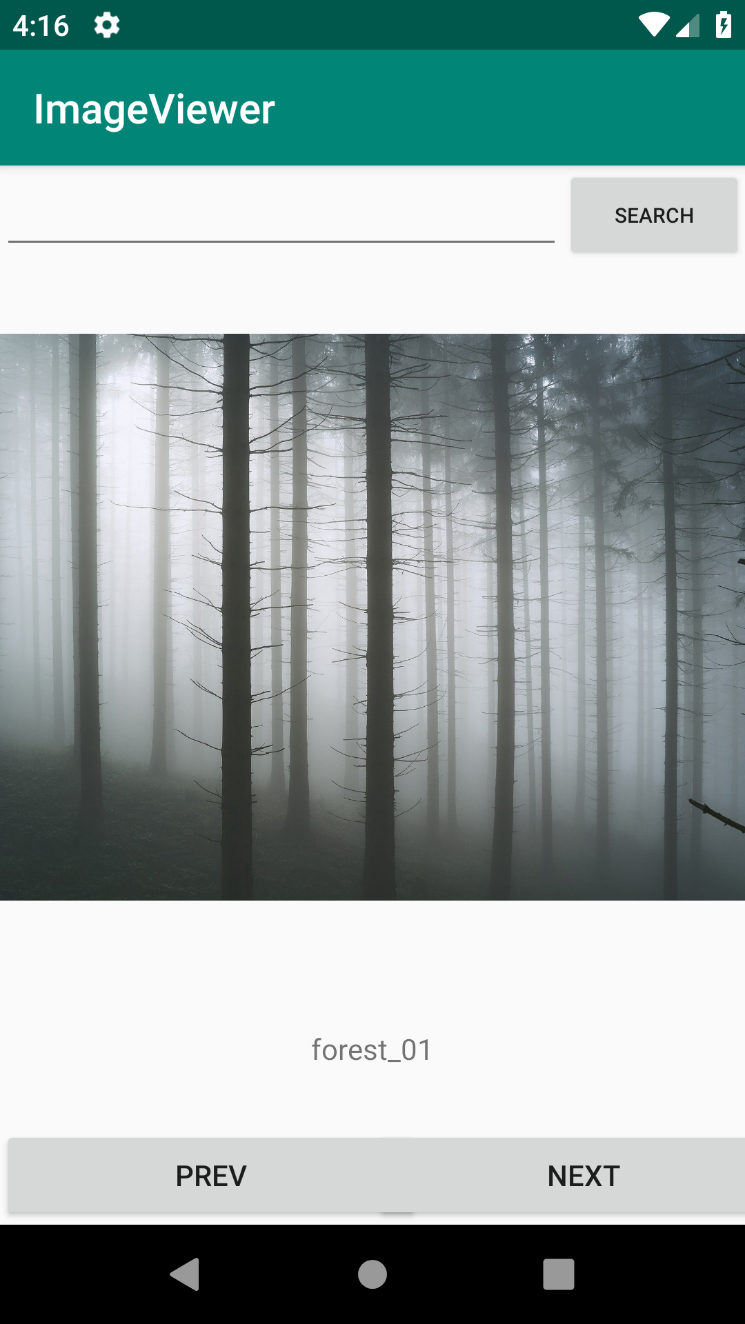 4:16
ImageViewer
SEARCH
forest_01
PREV NEXT